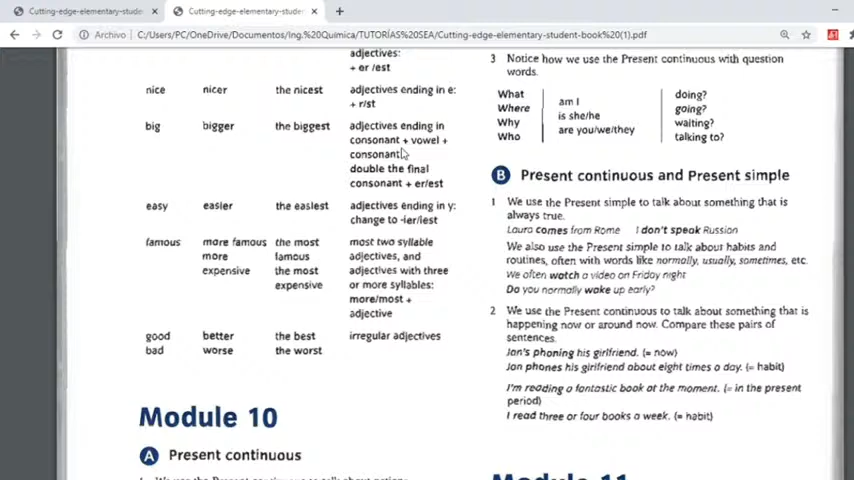 Cutting-edge-elementary-studen
Cutting-edge-elementary-studen
Archivo
C:/Users/PC/OneDrive/Documentos/Ing.%20Quimica/TUTORÍAS%20SEA/Cutting-edge-elementary-student-book%20(1).pdf
adjectives:
+ er /est
nice nicer the nicest adjectives ending in e:
+ r/st
big bigger the biggest adjectives ending in
consonant + vowel +
consonant:
double the final
consonant + er/est
easy easier the easiest adjectives ending in y:
change to -ier/iest
famous more famous the most most two syllable
more famous adjectives, and
expensive the most adjectives with three
expensive or more syllables:
more/most +
adjective
good better the best irregular adjectives
bad worse the worst
Module 10
A Present continuous
3 Notice how we use the Present continuous with question
words.
What doing?
am I
Where going?
is she/he
Why waiting?
are you/we/they
Who talking to?
B Present continuous and Present simple
1 We use the Present simple to talk about something that is
always true.
Laura comes from Rome I don't speak Russian
We also use the Present simple to talk about habits and
routines, often with words like normally, usually, sometimes, etc.
We often watch a video on Friday night
Do you normally wake up early?
2 We use the Present continuous to talk about something that is
happening now or around now. Compare these pairs of
sentences.
Jan's phoning his girlfriend. (= now)
Jan phones his girlfriend about eight times a day. (= habit)
I'm reading a fantastic book at the moment. (= in the present
period)
I read three or four books a week. (= habit)
Module 11